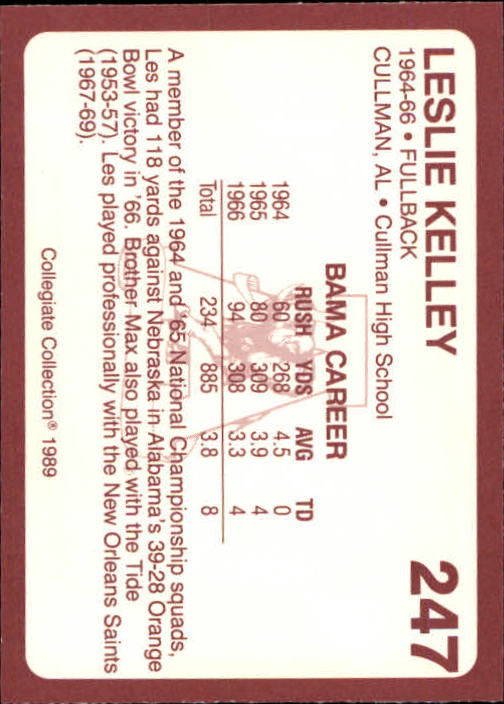 LESLIE KELLEY 247
1964-66 • FULLBACK
CULLMAN, AL • Cullman High School
BAMA CAREER
RUSH YDS AVG TD
1964 60 268 4.5 0
1965 80 309 3.9 4
1966 94 308 3.3 4
Total 234 885 3.8 8
A member of the 1964 and '65 National Championship squads,
Les had 118 yards against Nebraska in Alabama's 39-28 Orange
Bowl victory in '66. Brother Max also played with the Tide
(1953-57). Les played professionally with the New Orleans Saints
(1967-69).
Collegiate Collection® 1989